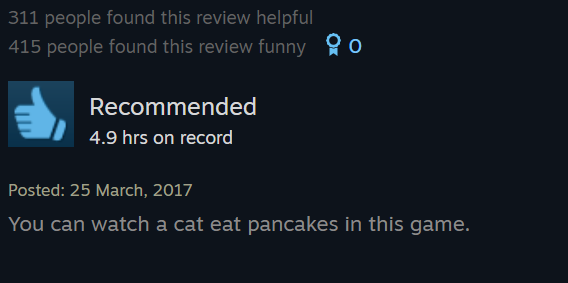 311 people found this review helpful
415 people found this review funny 0
Recommended
4.9 hrs on record
Posted: 25 March, 2017
You can watch a cat eat pancakes in this game.